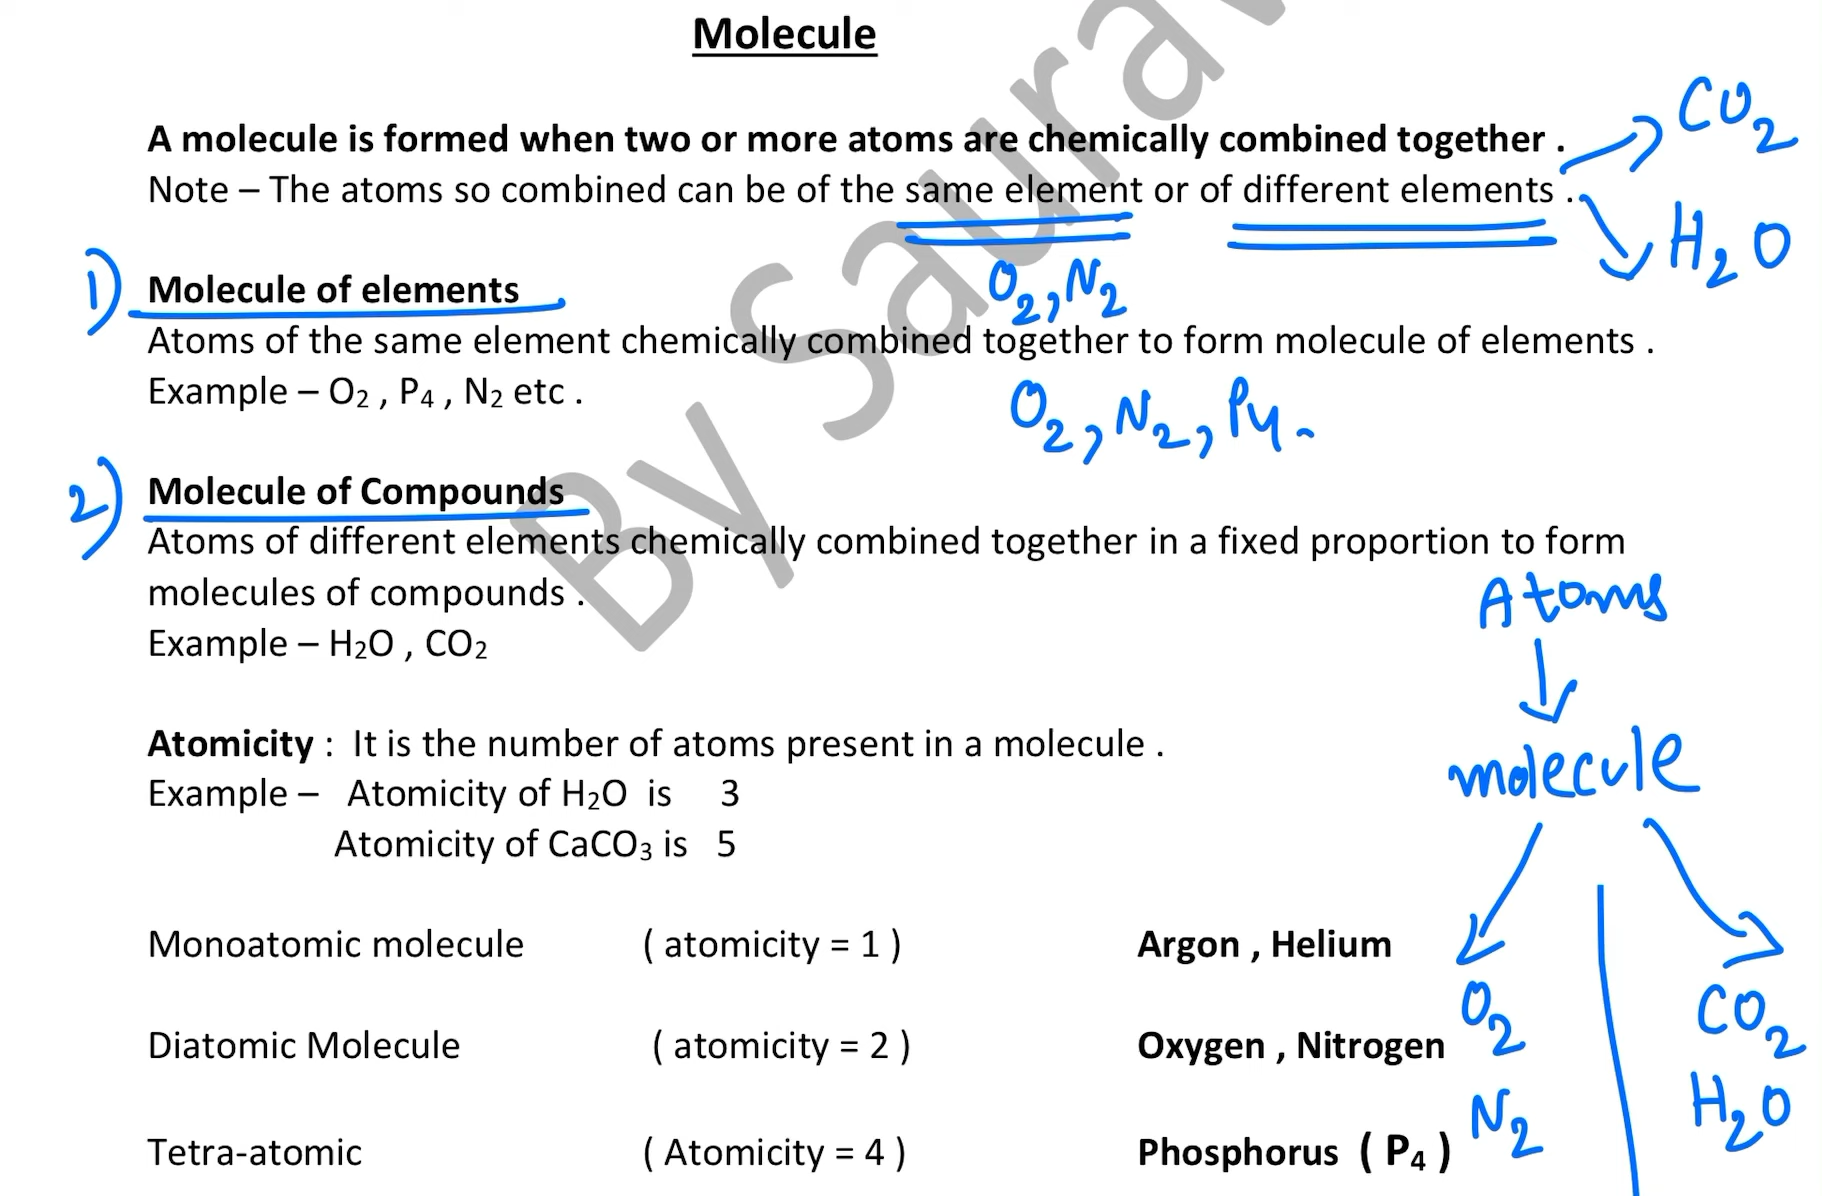 Molecule
A molecule is formed when two or more atoms are chemically combined together .
CO₂
Note – The atoms so combined can be of the same element or of different elements .
H₂O
O₂, N₂
1) Molecule of elements
Atoms of the same element chemically combined together to form molecule of elements .
Example – O₂ , P₄ , N₂ etc .
O₂, N₂, P₄
2) Molecule of Compounds
Atoms of different elements chemically combined together in a fixed proportion to form
molecules of compounds .
Example – H₂O , CO₂
Atomicity : It is the number of atoms present in a molecule .
Example – Atomicity of H₂O is 3
Atomicity of CaCO₃ is 5
Monoatomic molecule ( atomicity = 1 ) Argon , Helium
Diatomic Molecule ( atomicity = 2 ) Oxygen , Nitrogen
Tetra-atomic ( Atomicity = 4 ) Phosphorus ( P₄ )
Atoms
molecule
O₂
N₂
CO₂
H₂O
By